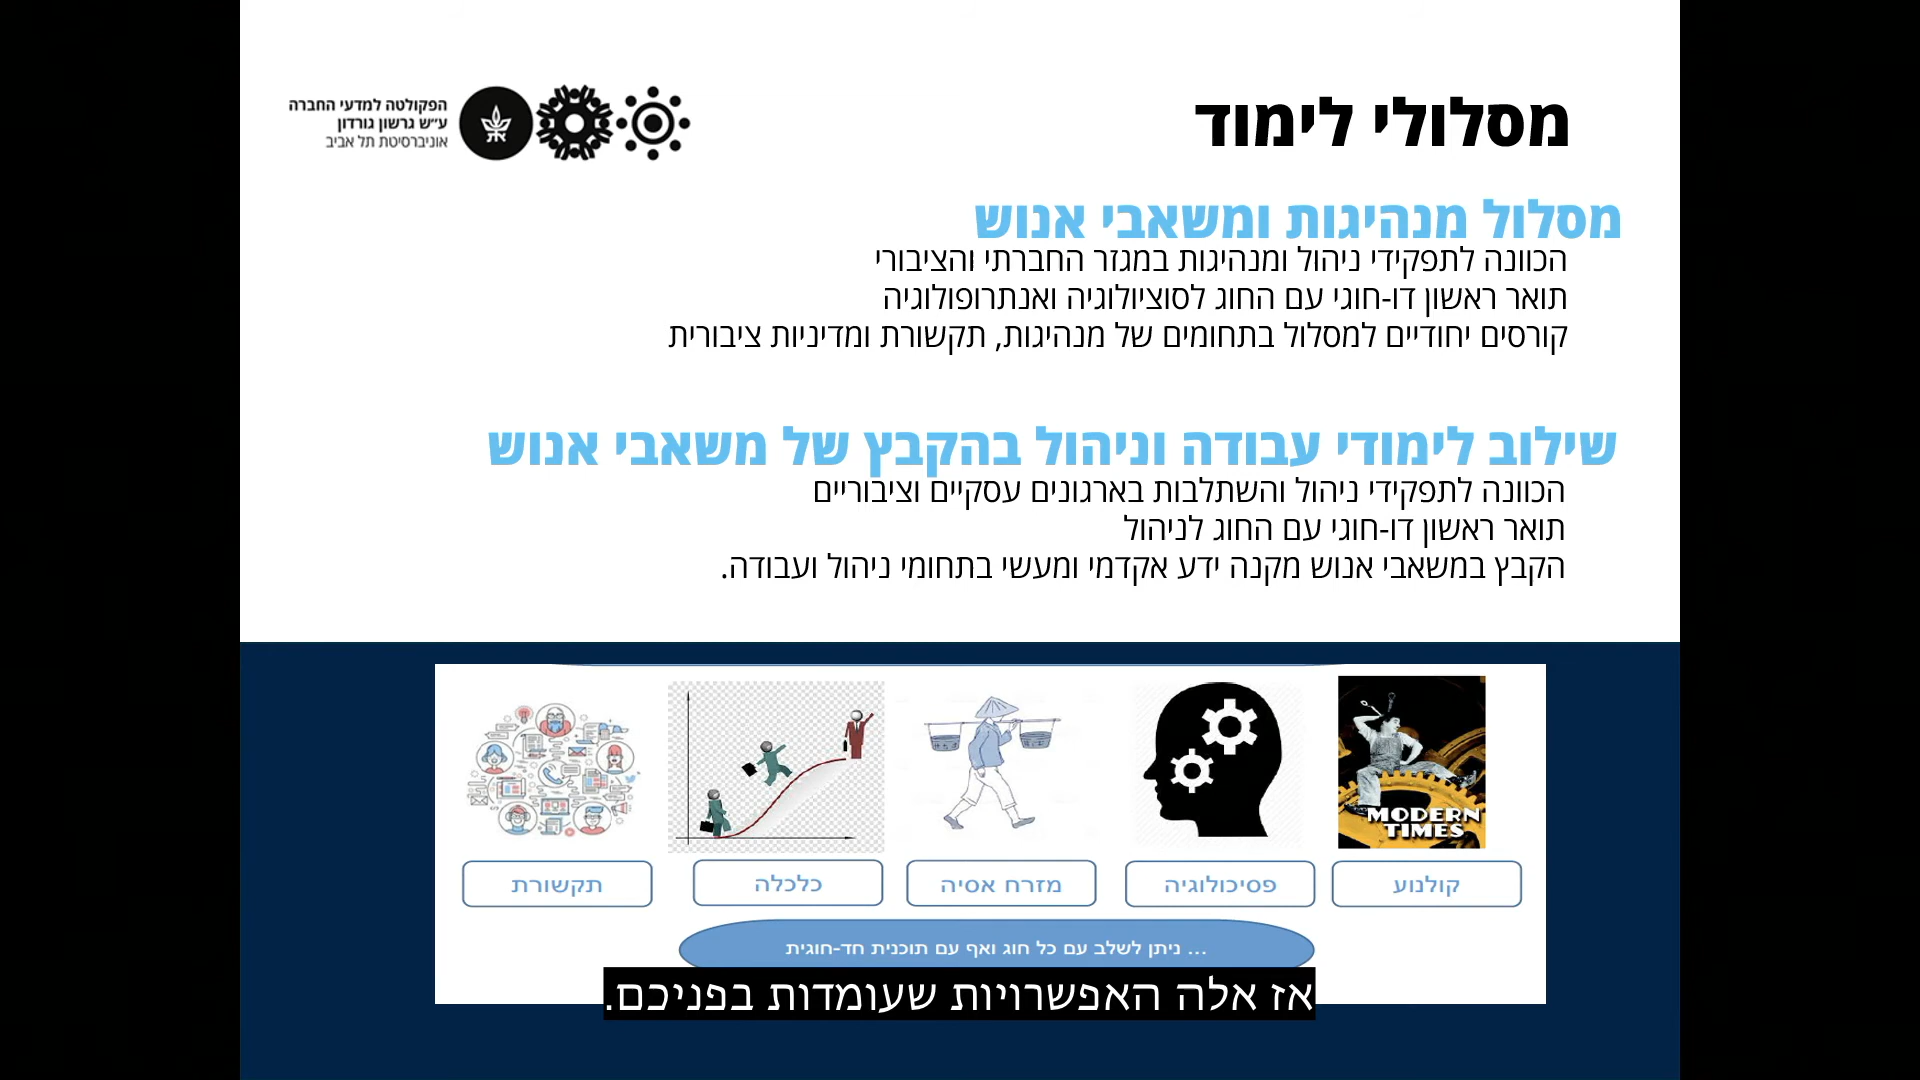 הפקולטה למדעי החברה
ע״ש גרשון גורדון
אוניברסיטת תל אביב
מסלולי לימוד
מסלול מנהיגות ומשאבי אנוש
הכוונה לתפקידי ניהול ומנהיגות במגזר החברתי והציבורי
תואר ראשון דו-חוגי עם החוג לסוציולוגיה ואנתרופולוגיה
קורסים יחודיים למסלול בתחומים של מנהיגות, תקשורת ומדיניות ציבורית
שילוב לימודי עבודה וניהול בהקבץ של משאבי אנוש
הכוונה לתפקידי ניהול והשתלבות בארגונים עסקיים וציבוריים
תואר ראשון דו-חוגי עם החוג לניהול
הקבץ במשאבי אנוש מקנה ידע אקדמי ומעשי בתחומי ניהול ועבודה.
MODERN
TIMES
קולנוע
פסיכולוגיה
מזרח אסיה
כלכלה
תקשורת
... ניתן לשלב עם כל חוג ואף עם תוכנית חד-חוגית
אז אלה האפשרויות שעומדות בפניכם.